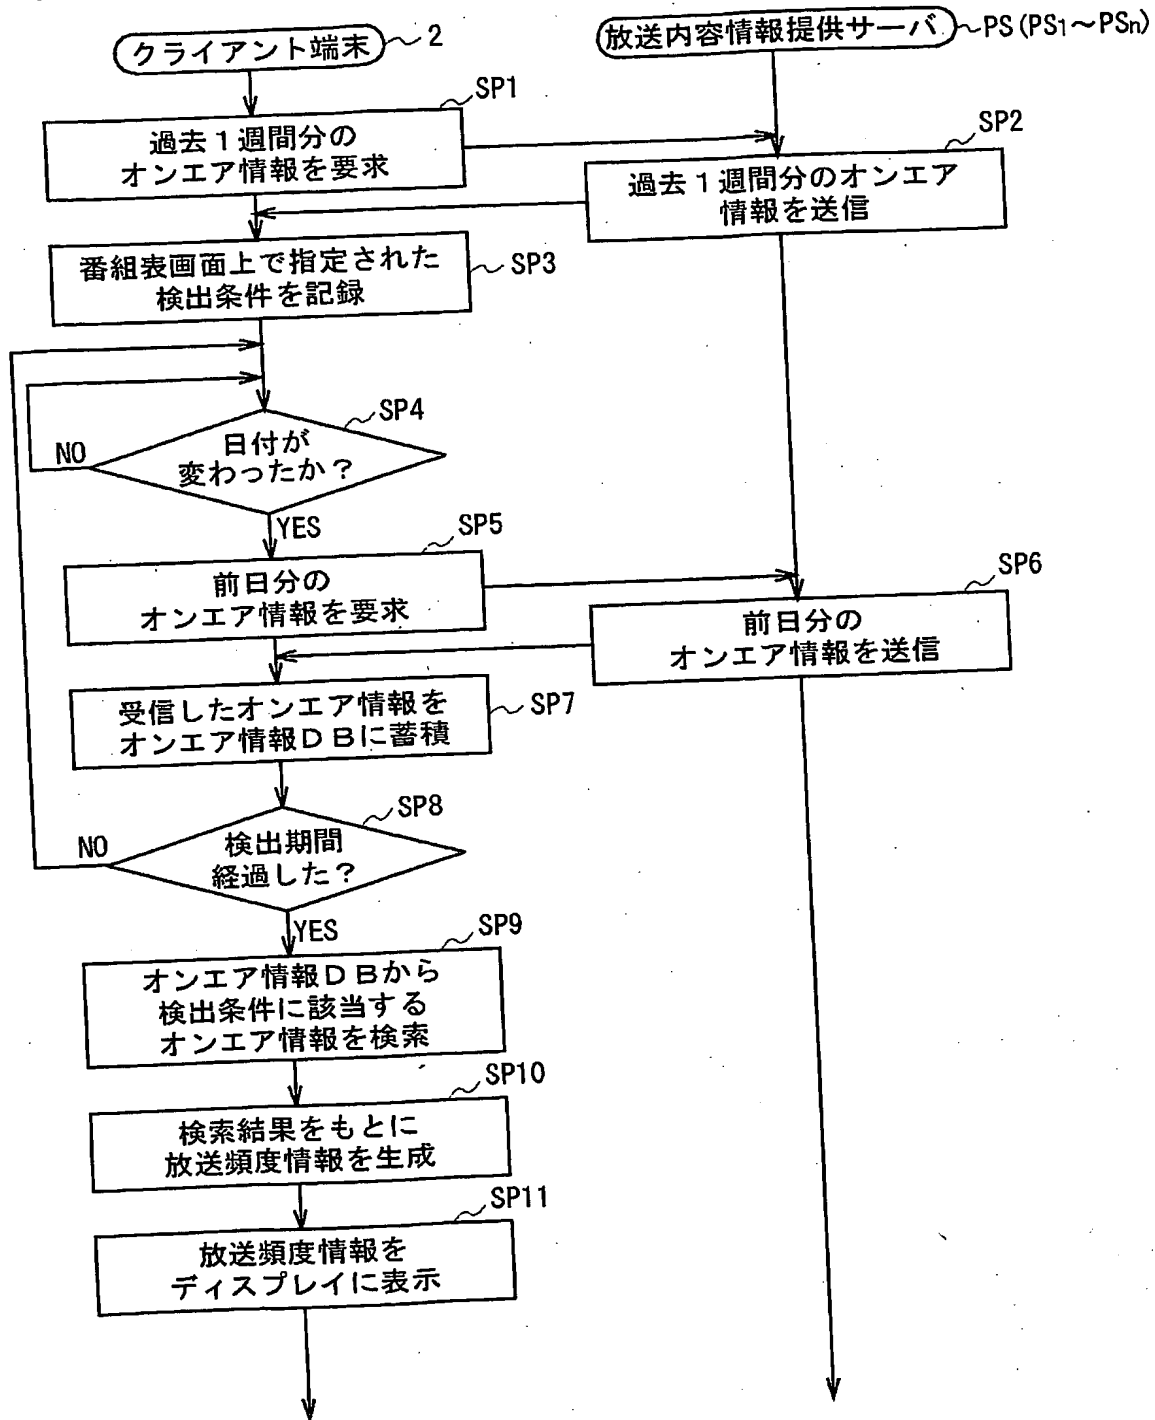 クライアント端末
2
放送内容情報提供サーバ
PS(PS1～PSn)
SP1
過去1週間分の
オンエア情報を要求
SP2
過去1週間分のオンエア
情報を送信
番組表画面上で指定された
検出条件を記録
SP3
SP4
日付が
変わったか?
NO
YES
SP5
前日分の
オンエア情報を要求
SP6
前日分の
オンエア情報を送信
受信したオンエア情報を
オンエア情報DBに蓄積
SP7
SP8
検出期間
経過した?
NO
YES
SP9
オンエア情報DBから
検出条件に該当する
オンエア情報を検索
SP10
検索結果をもとに
放送頻度情報を生成
SP11
放送頻度情報を
ディスプレイに表示